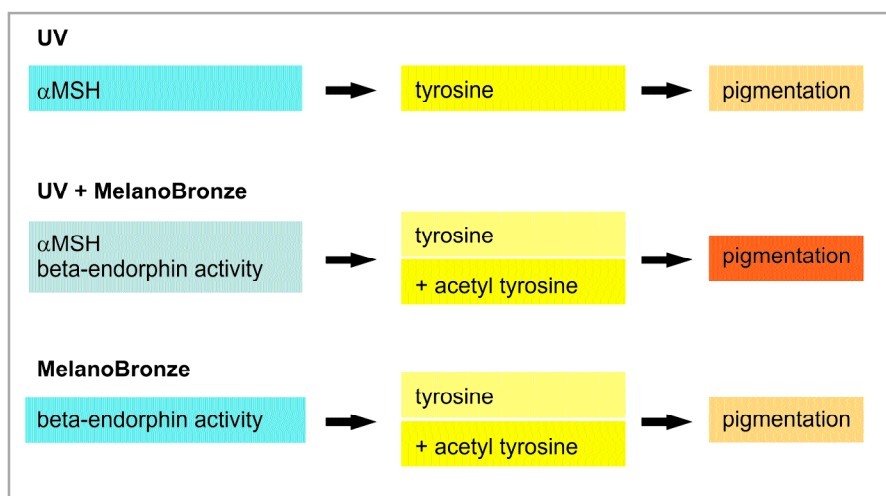 UV
αMSH
tyrosine
pigmentation
UV + MelanoBronze
αMSH
beta-endorphin activity
tyrosine
+ acetyl tyrosine
pigmentation
MelanoBronze
beta-endorphin activity
tyrosine
+ acetyl tyrosine
pigmentation